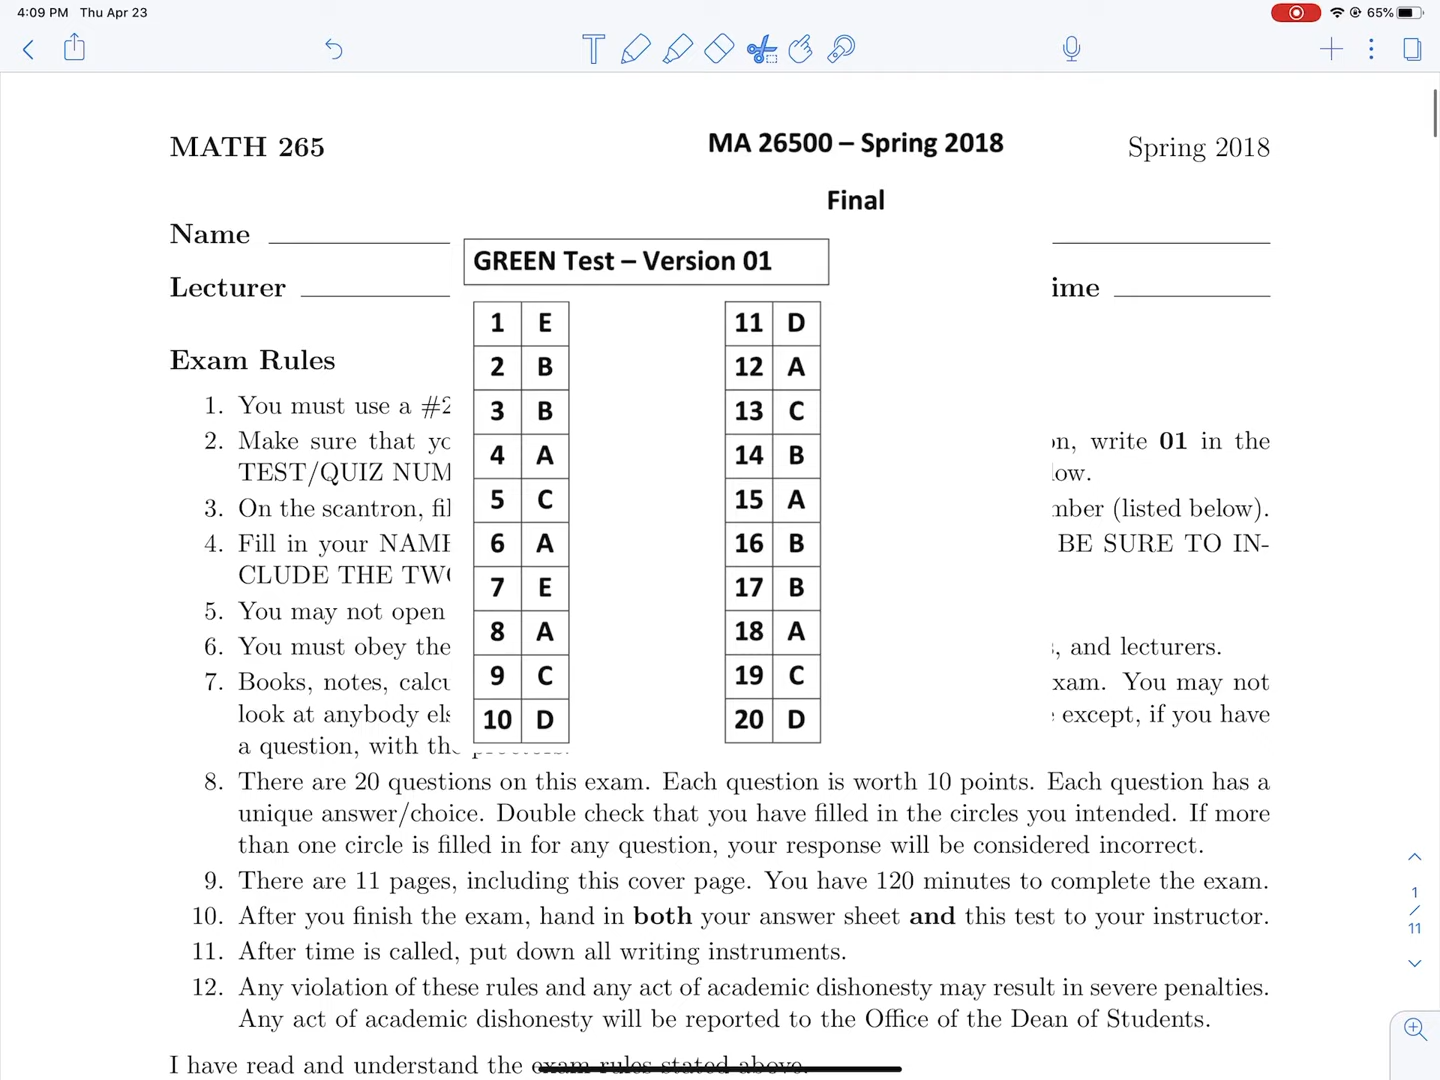 4:09 PM Thu Apr 23
65%
MATH 265
MA 26500 – Spring 2018
Spring 2018
Final
Name
GREEN Test – Version 01
Lecturer
ime
1 E
2 B
3 B
4 A
5 C
6 A
7 E
8 A
9 C
10 D
11 D
12 A
13 C
14 B
15 A
16 B
17 B
18 A
19 C
20 D
Exam Rules
1. You must use a #2
2. Make sure that yo
on, write 01 in the
TEST/QUIZ NUM
low.
3. On the scantron, fil
mber (listed below).
4. Fill in your NAME
BE SURE TO IN-
CLUDE THE TWO
5. You may not open
6. You must obey the
s, and lecturers.
7. Books, notes, calcu
xam. You may not
look at anybody els
except, if you have
a question, with the
8. There are 20 questions on this exam. Each question is worth 10 points. Each question has a
unique answer/choice. Double check that you have filled in the circles you intended. If more
than one circle is filled in for any question, your response will be considered incorrect.
9. There are 11 pages, including this cover page. You have 120 minutes to complete the exam.
10. After you finish the exam, hand in both your answer sheet and this test to your instructor.
11. After time is called, put down all writing instruments.
12. Any violation of these rules and any act of academic dishonesty may result in severe penalties.
Any act of academic dishonesty will be reported to the Office of the Dean of Students.
I have read and understand the exam rules stated above.
1
/
11